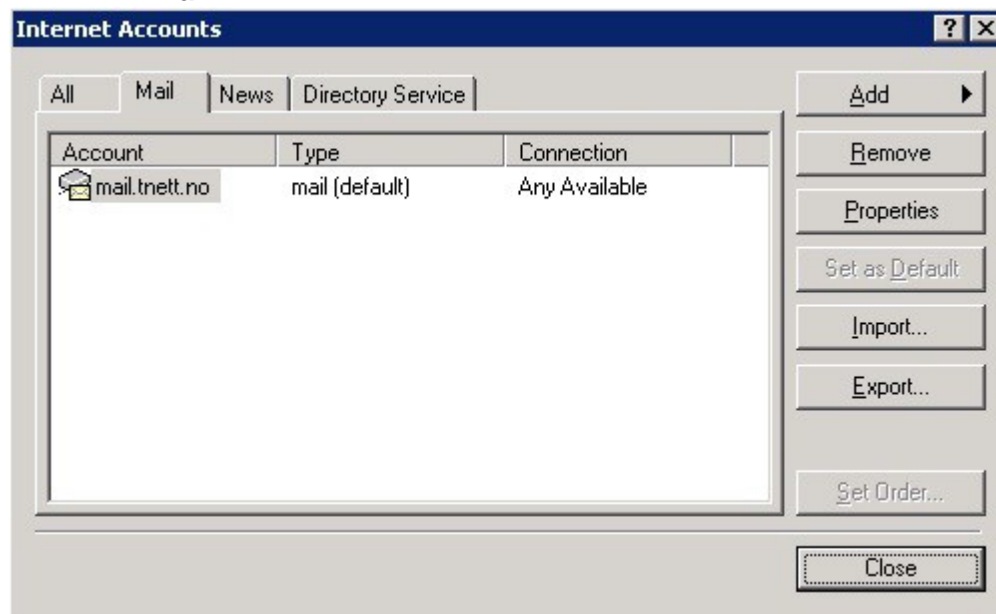 Internet Accounts
All Mail News Directory Service
Account Type Connection
mail.tnett.no mail (default) Any Available
Add
Remove
Properties
Set as Default
Import...
Export...
Set Order...
Close